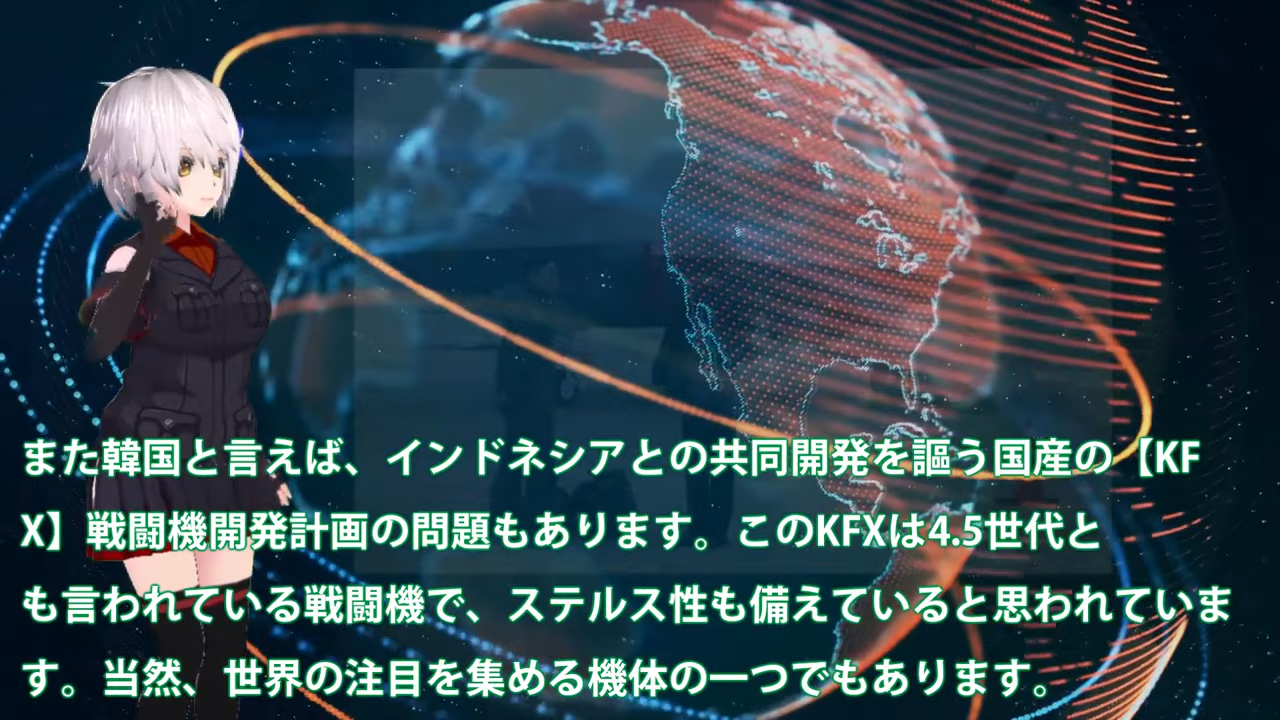 また韓国と言えば、インドネシアとの共同開発を謳う国産の【KF
X】戦闘機開発計画の問題もあります。このKFXは4.5世代と
も言われている戦闘機で、ステルス性も備えていると思われていま
す。当然、世界の注目を集める機体の一つでもあります。